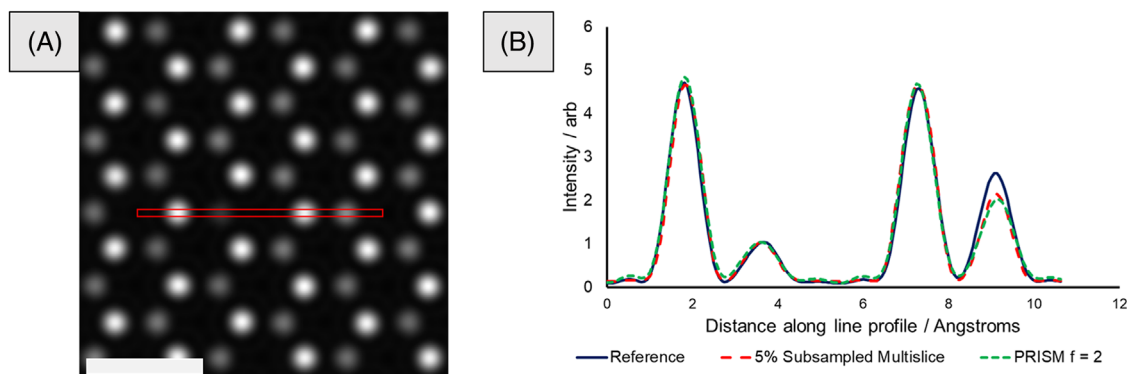 (A)
(B)
Intensity / arb
6
5
4
3
2
1
0
0 2 4 6 8 10 12
Distance along line profile / Angstroms
Reference 5% Subsampled Multislice PRISM f = 2